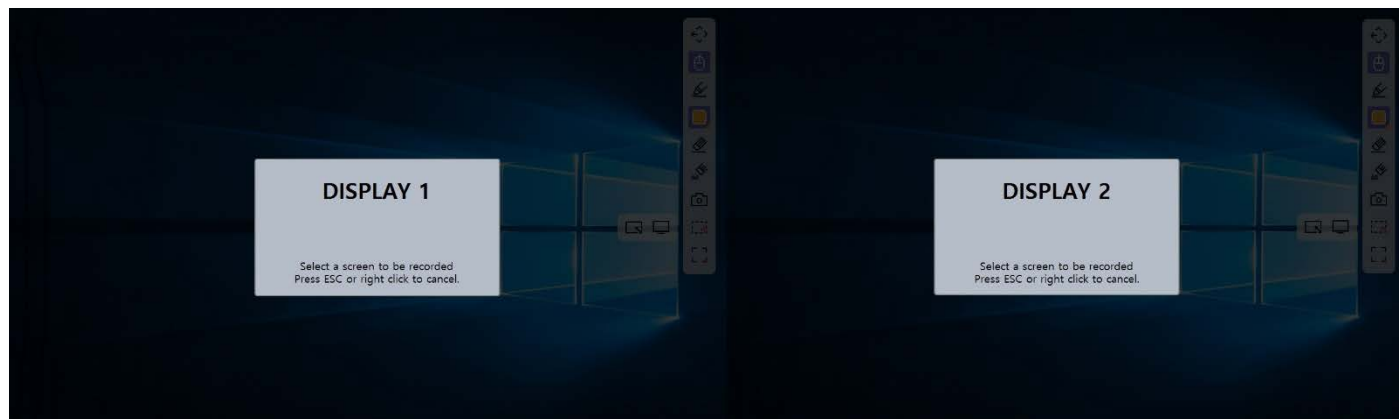 DISPLAY 1
Select a screen to be recorded
Press ESC or right click to cancel.
DISPLAY 2
Select a screen to be recorded
Press ESC or right click to cancel.